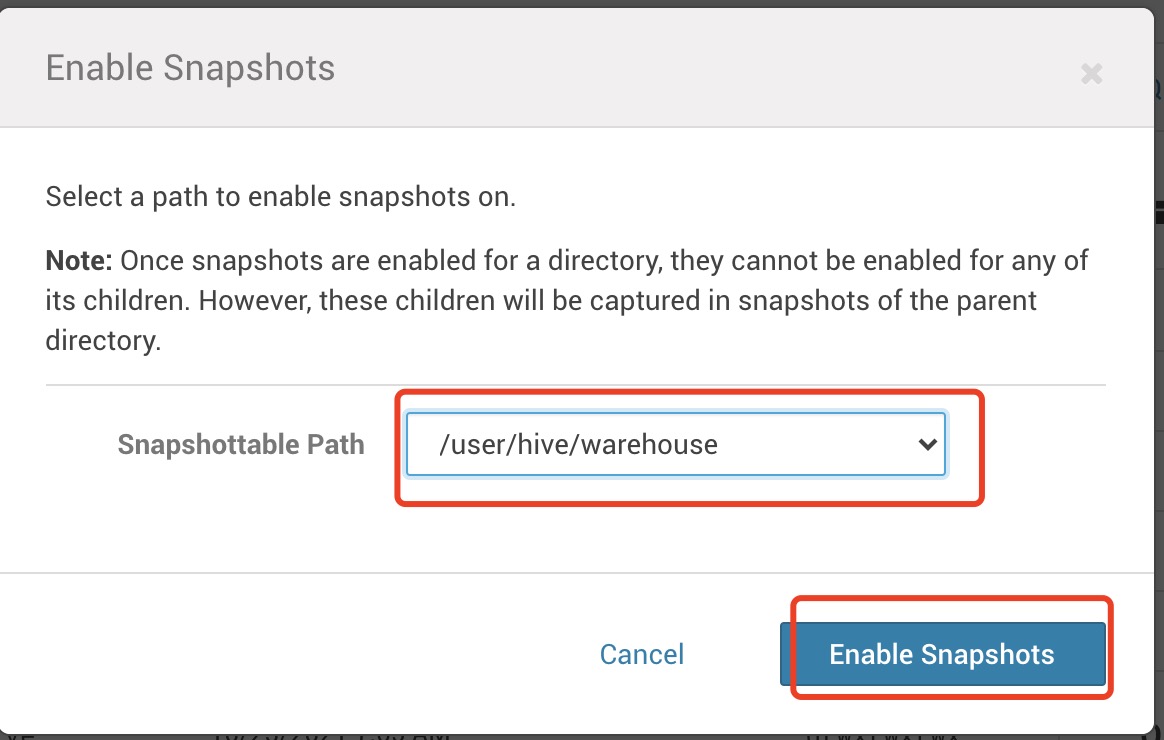 Enable Snapshots
Select a path to enable snapshots on.
Note: Once snapshots are enabled for a directory, they cannot be enabled for any of
its children. However, these children will be captured in snapshots of the parent
directory.
Snapshottable Path
/user/hive/warehouse
Cancel
Enable Snapshots